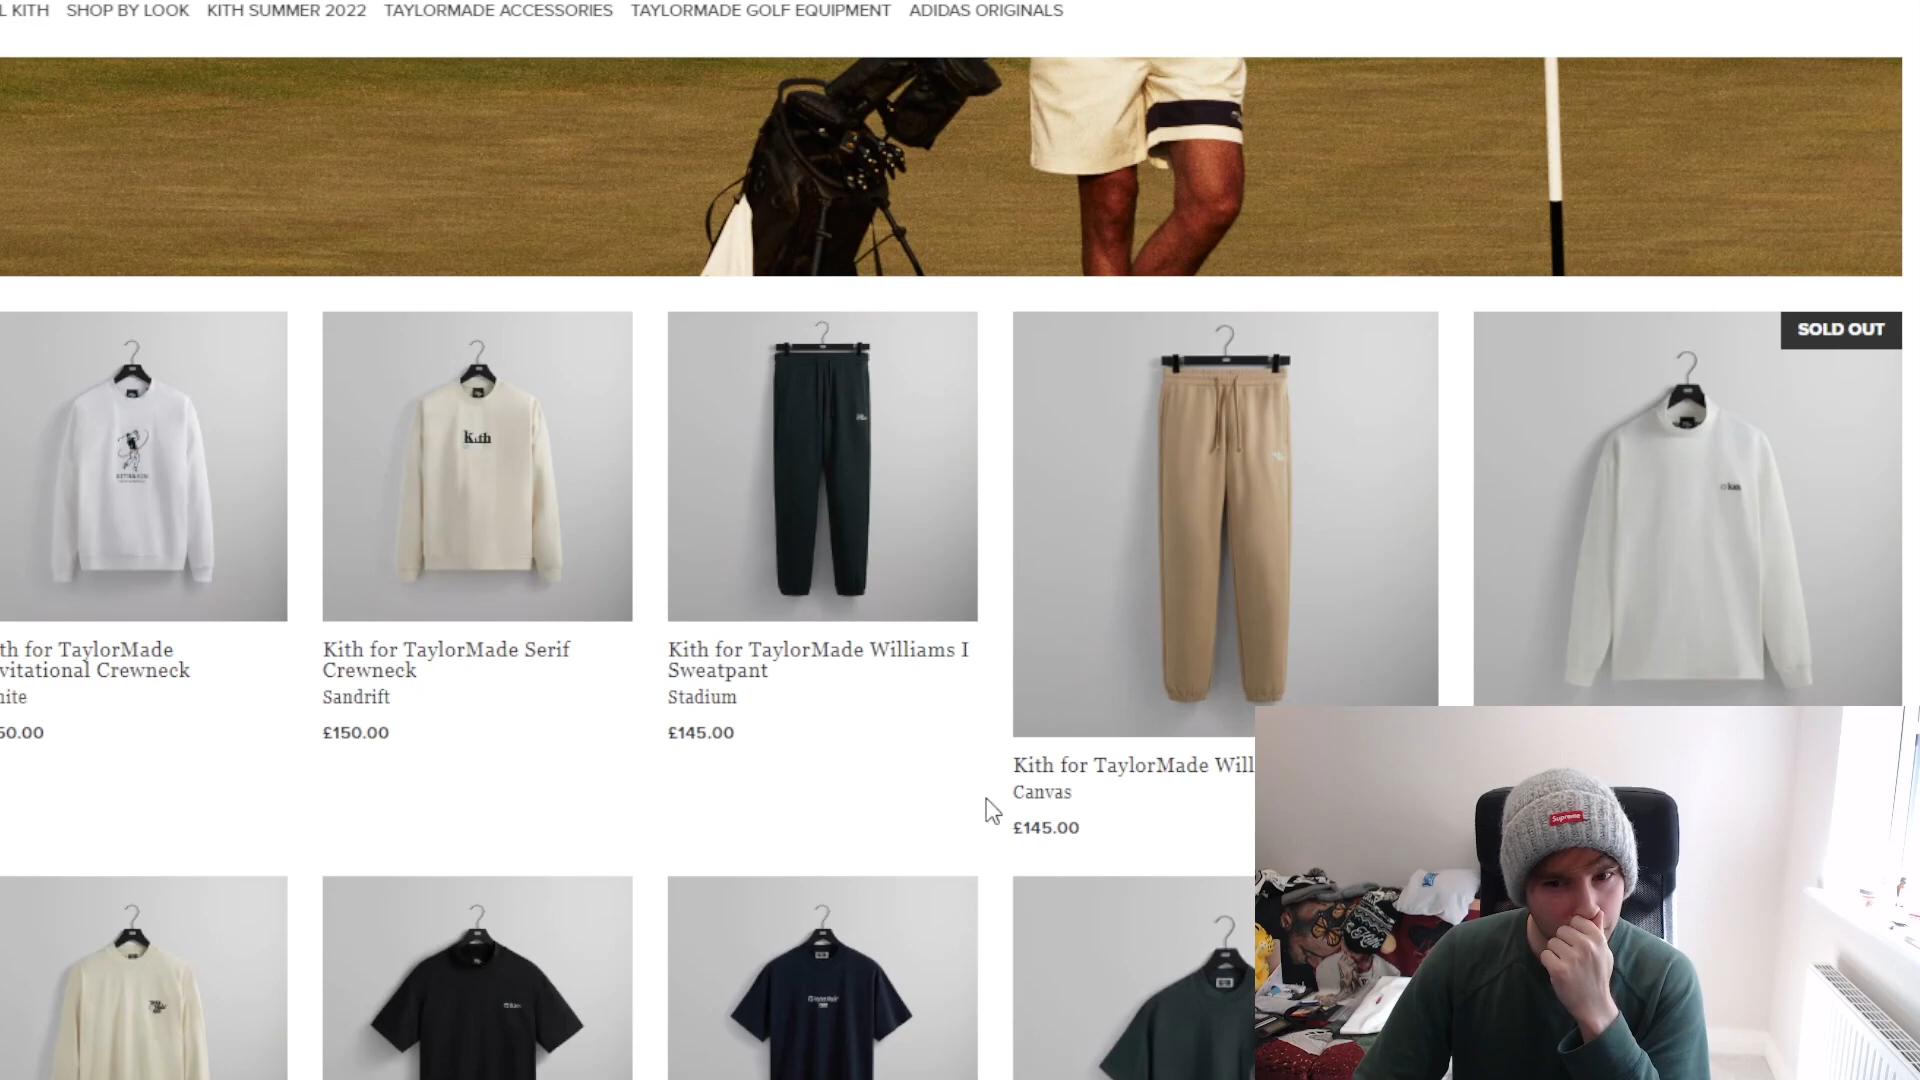 L KITH SHOP BY LOOK KITH SUMMER 2022 TAYLORMADE ACCESSORIES TAYLORMADE GOLF EQUIPMENT ADIDAS ORIGINALS
SOLD OUT
Kith
th for TaylorMade
vitational Crewneck
nite
50.00
Kith for TaylorMade Serif
Crewneck
Sandrift
£150.00
Kith for TaylorMade Williams I
Sweatpant
Stadium
£145.00
Kith for TaylorMade Will
Canvas
£145.00
Supreme